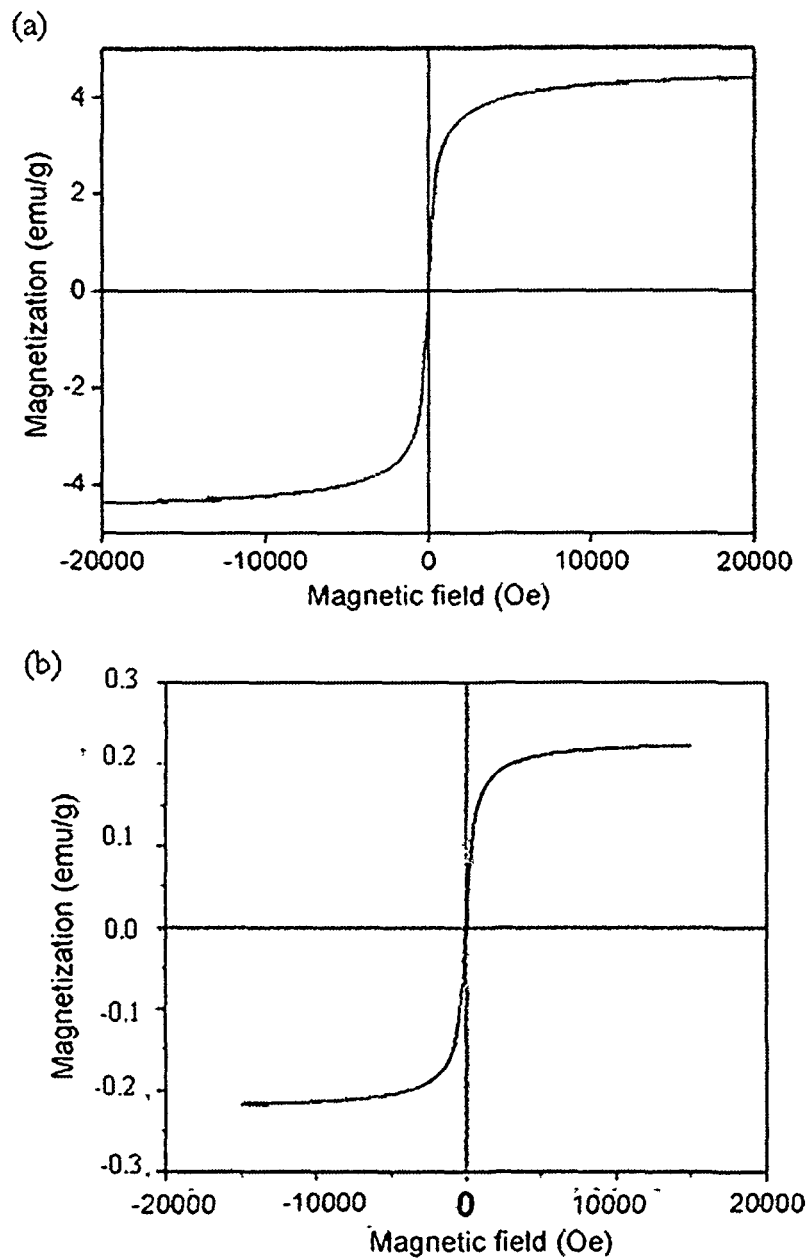 (a)
4
2
0
-2
-4
Magnetization (emu/g)
-20000 -10000 0 10000 20000
Magnetic field (Oe)
(b)
0.3
0.2
0.1
0.0
-0.1
-0.2
-0.3
Magnetization (emu/g)
-20000 -10000 0 10000 20000
Magnetic field (Oe)